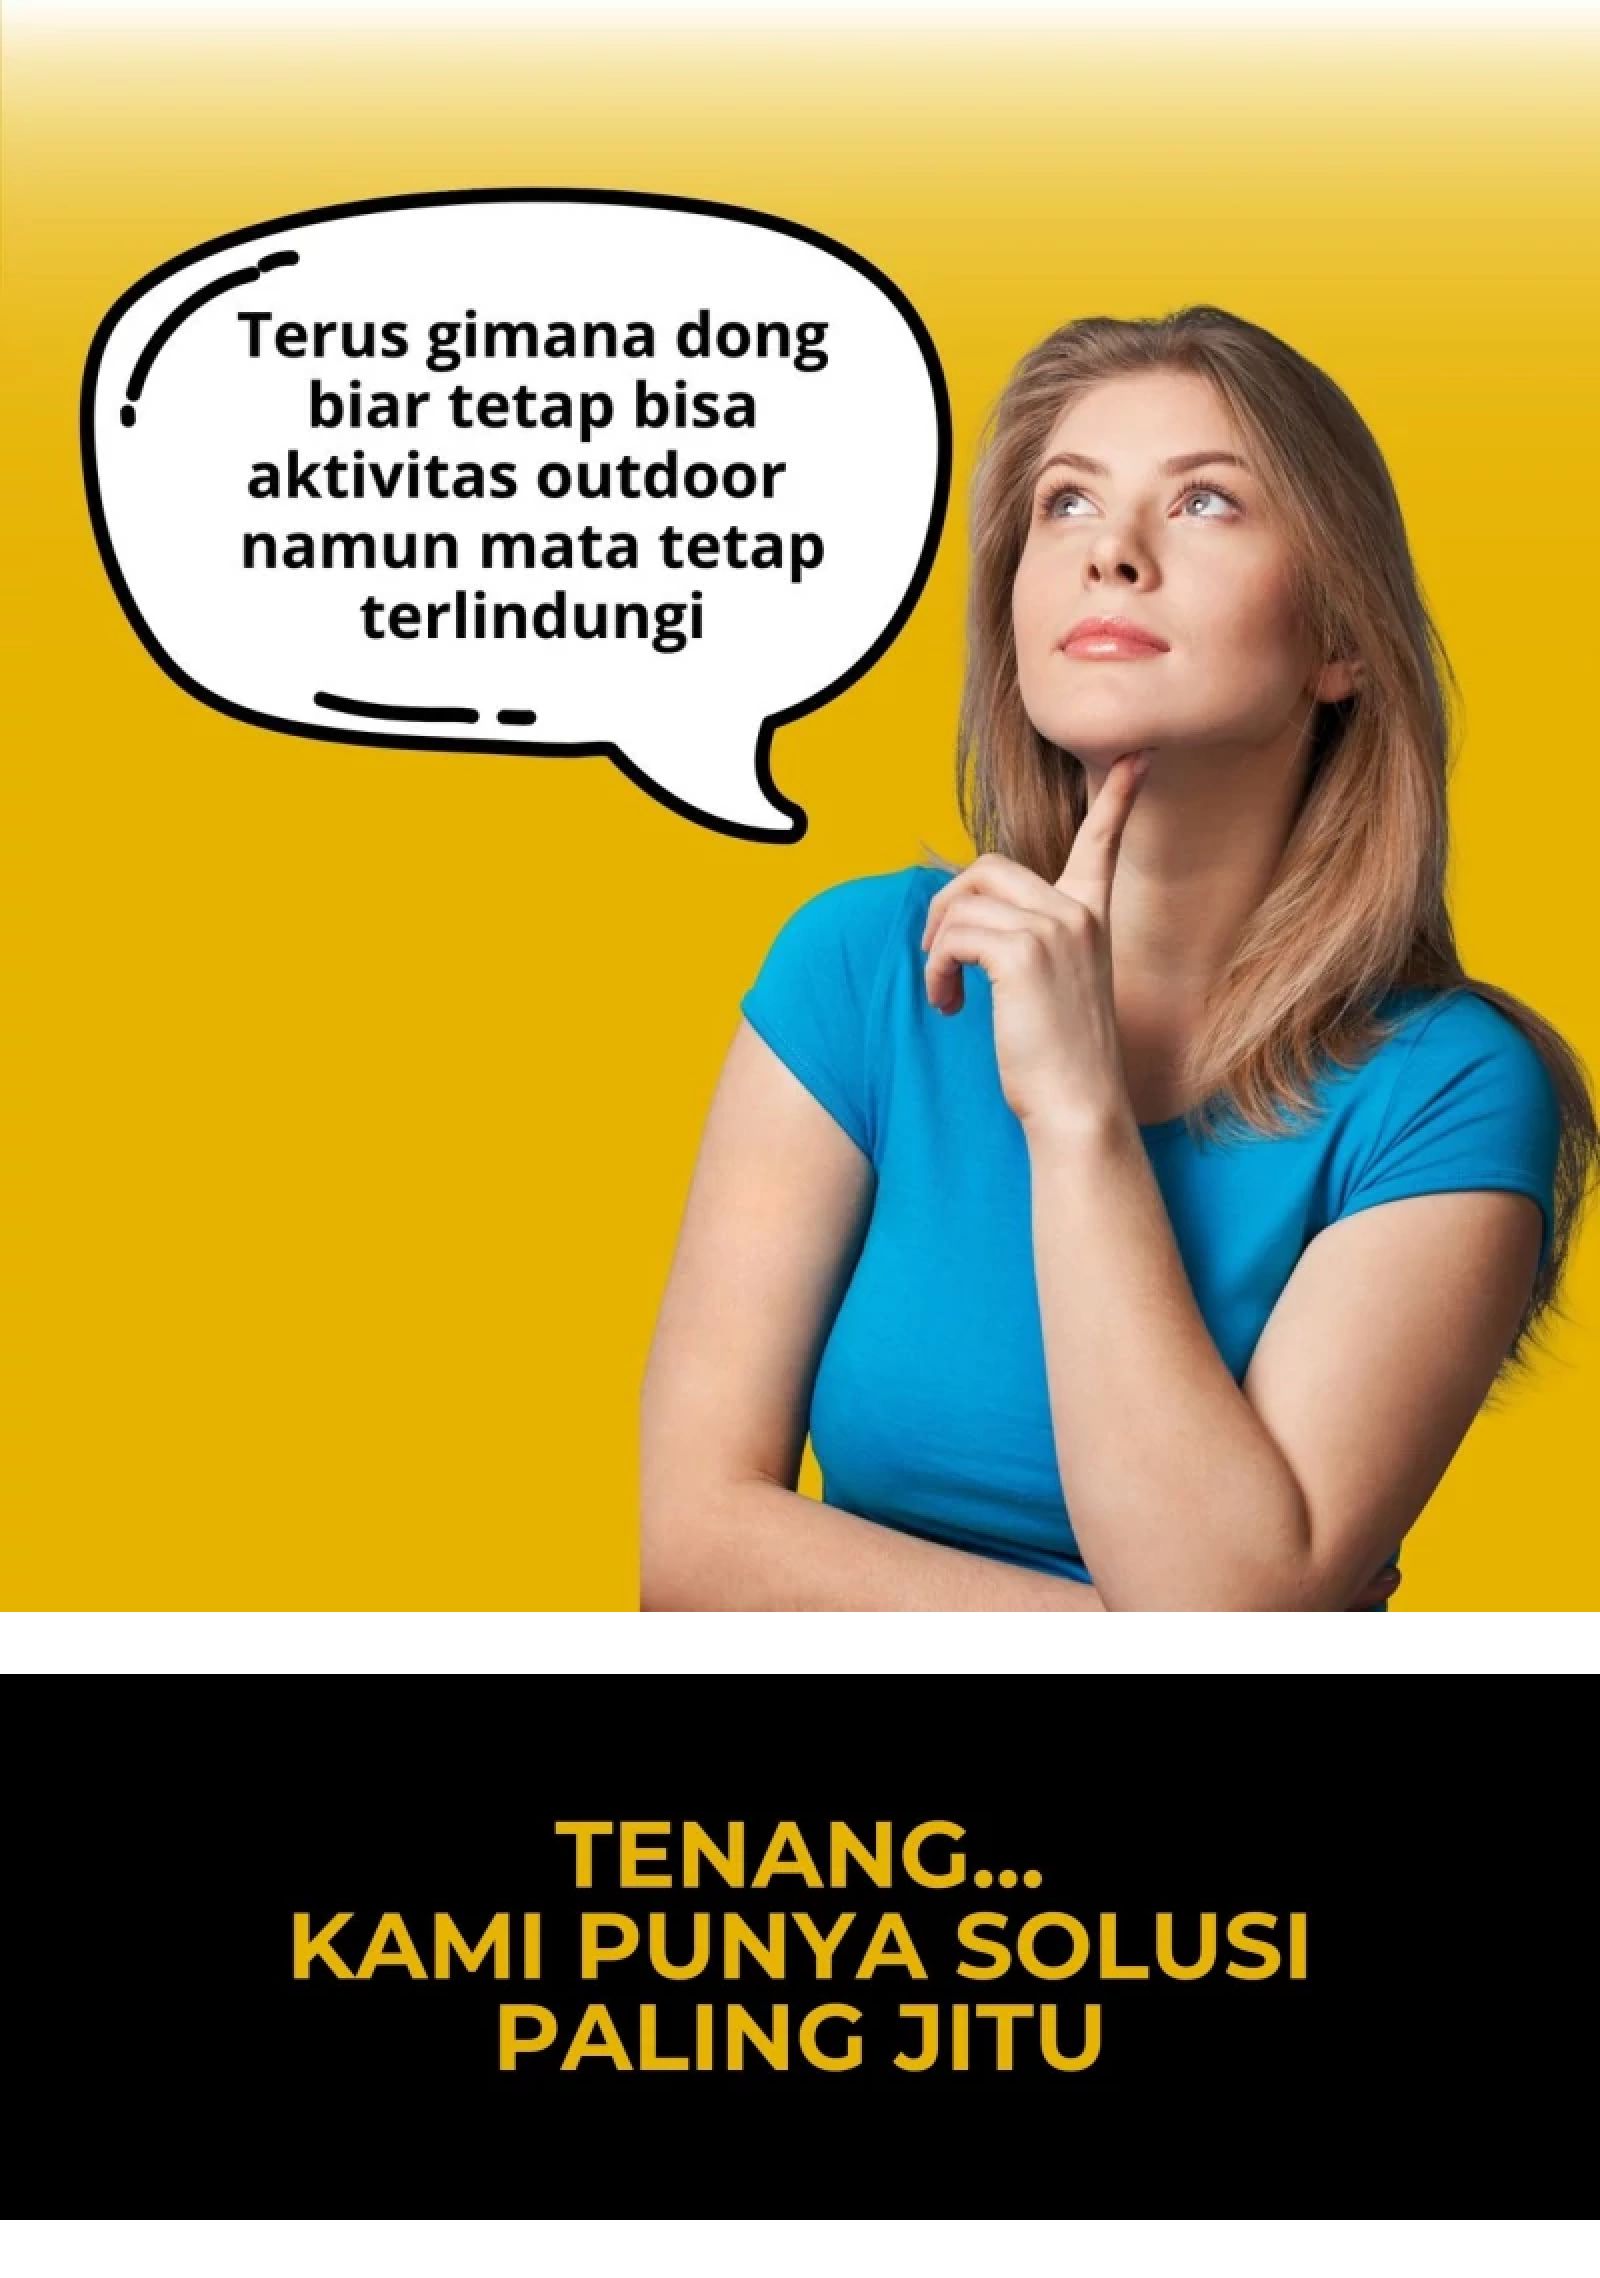 Terus gimana dong
biar tetap bisa
aktivitas outdoor
namun mata tetap
terlindungi
TENANG...
KAMI PUNYA SOLUSI
PALING JITU